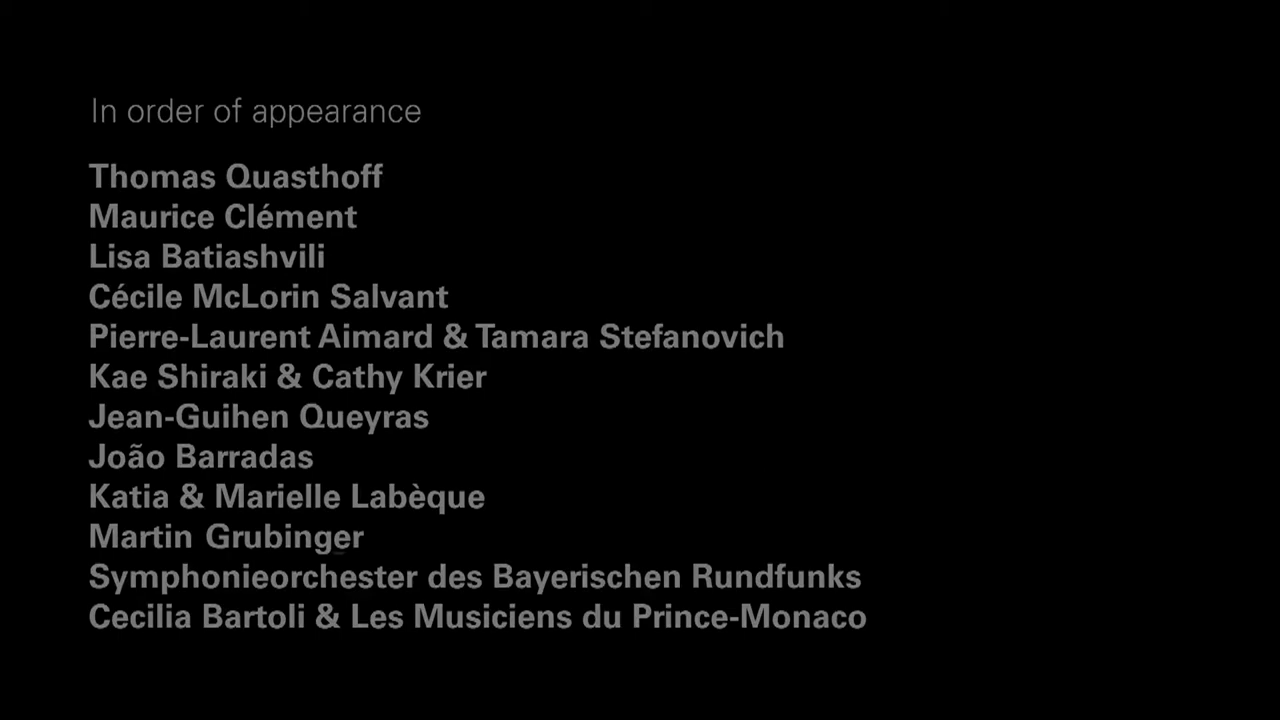 In order of appearance
Thomas Quasthoff
Maurice Clément
Lisa Batiashvili
Cécile McLorin Salvant
Pierre-Laurent Aimard & Tamara Stefanovich
Kae Shiraki & Cathy Krier
Jean-Guihen Queyras
João Barradas
Katia & Marielle Labèque
Martin Grubinger
Symphonieorchester des Bayerischen Rundfunks
Cecilia Bartoli & Les Musiciens du Prince-Monaco